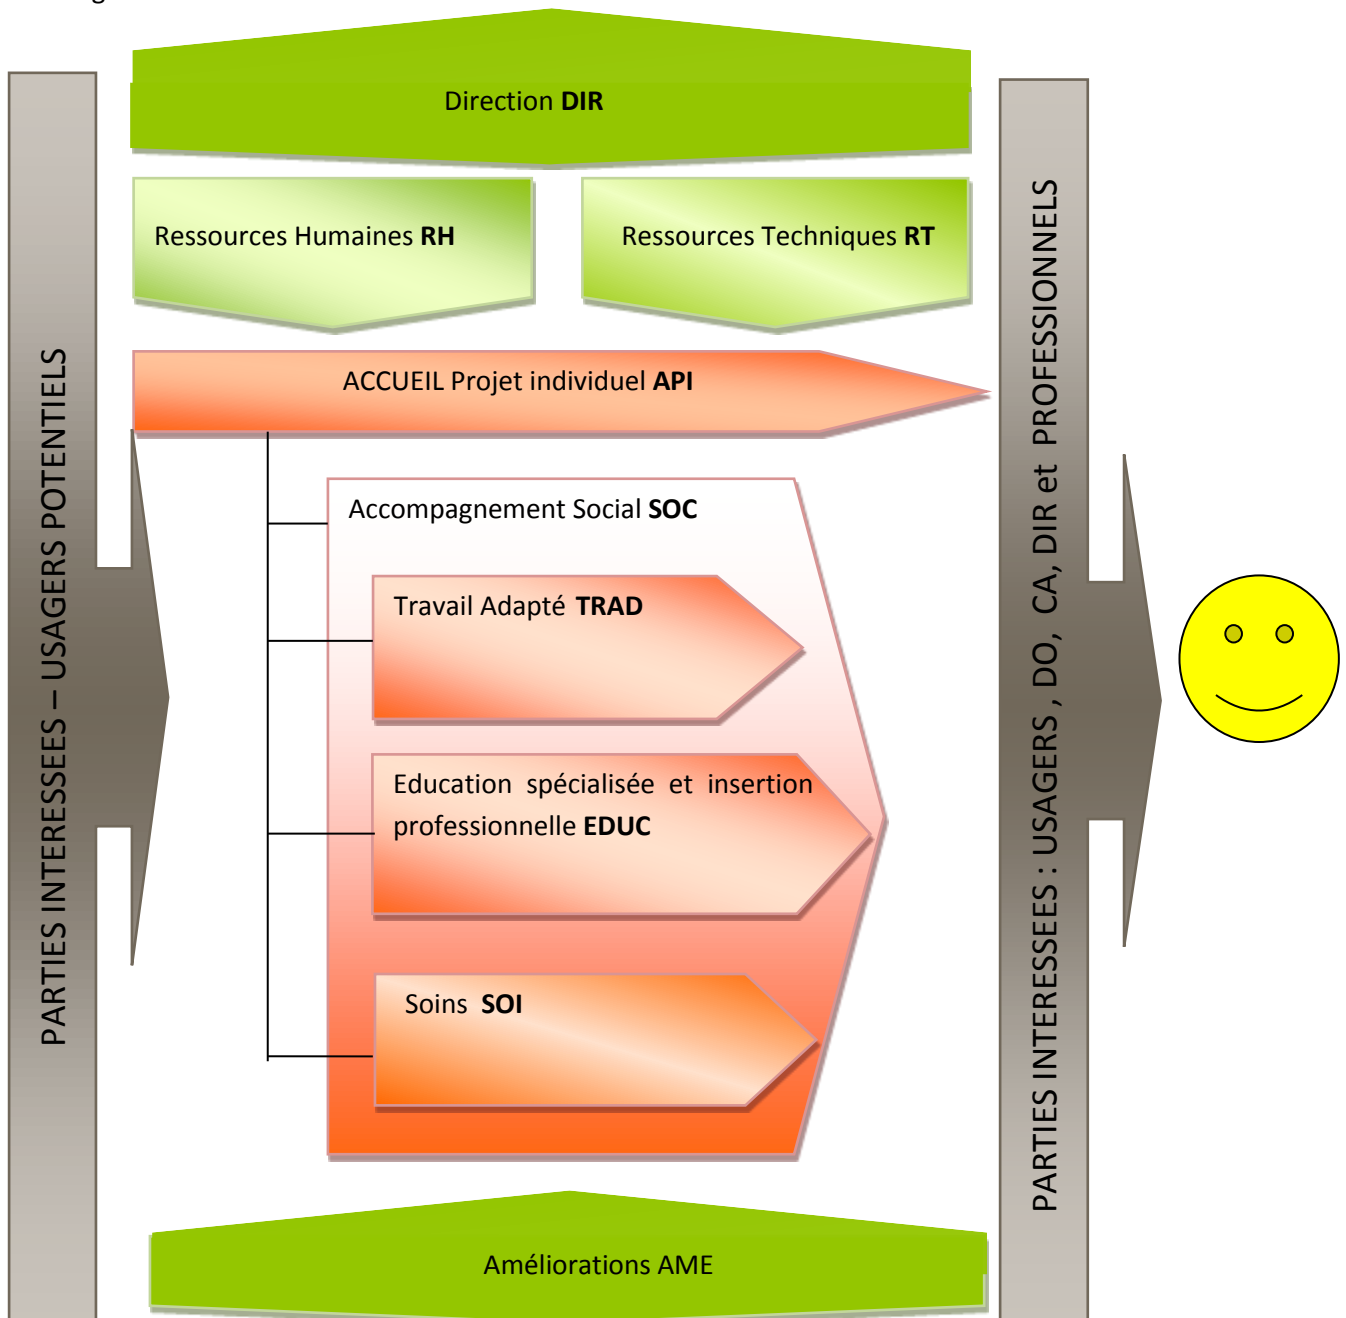 Direction DIR
Ressources Humaines RH
Ressources Techniques RT
ACCUEIL Projet individuel API
Accompagnement Social SOC
Travail Adapté TRAD
Education spécialisée et insertion
professionnelle EDUC
Soins SOI
Améliorations AME
PARTIES INTERESSEES – USAGERS POTENTIELS
PARTIES INTERESSEES : USAGERS , DO, CA, DIR et PROFESSIONNELS